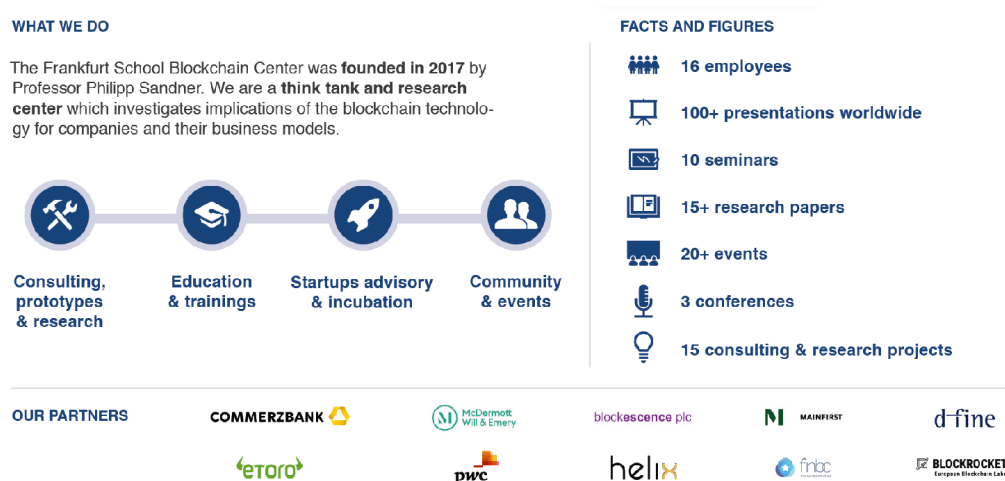 WHAT WE DO
The Frankfurt School Blockchain Center was founded in 2017 by
Professor Philipp Sandner. We are a think tank and research
center which investigates implications of the blockchain technolo-
gy for companies and their business models.
Consulting,
prototypes
& research
Education
& trainings
Startups advisory
& incubation
Community
& events
FACTS AND FIGURES
16 employees
100+ presentations worldwide
10 seminars
15+ research papers
20+ events
3 conferences
15 consulting & research projects
OUR PARTNERS
COMMERZBANK
McDermott
Will & Emery
blockescence plc
MAINFIRST
d-fine
eToro
pwc
helix
finbc
BLOCKROCKET
European Blockchain Labs